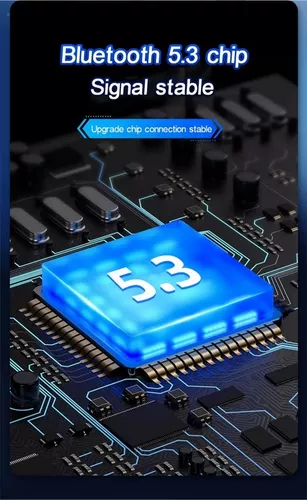 Bluetooth 5.3 chip
Signal stable
Upgrade chip connection stable
5.3